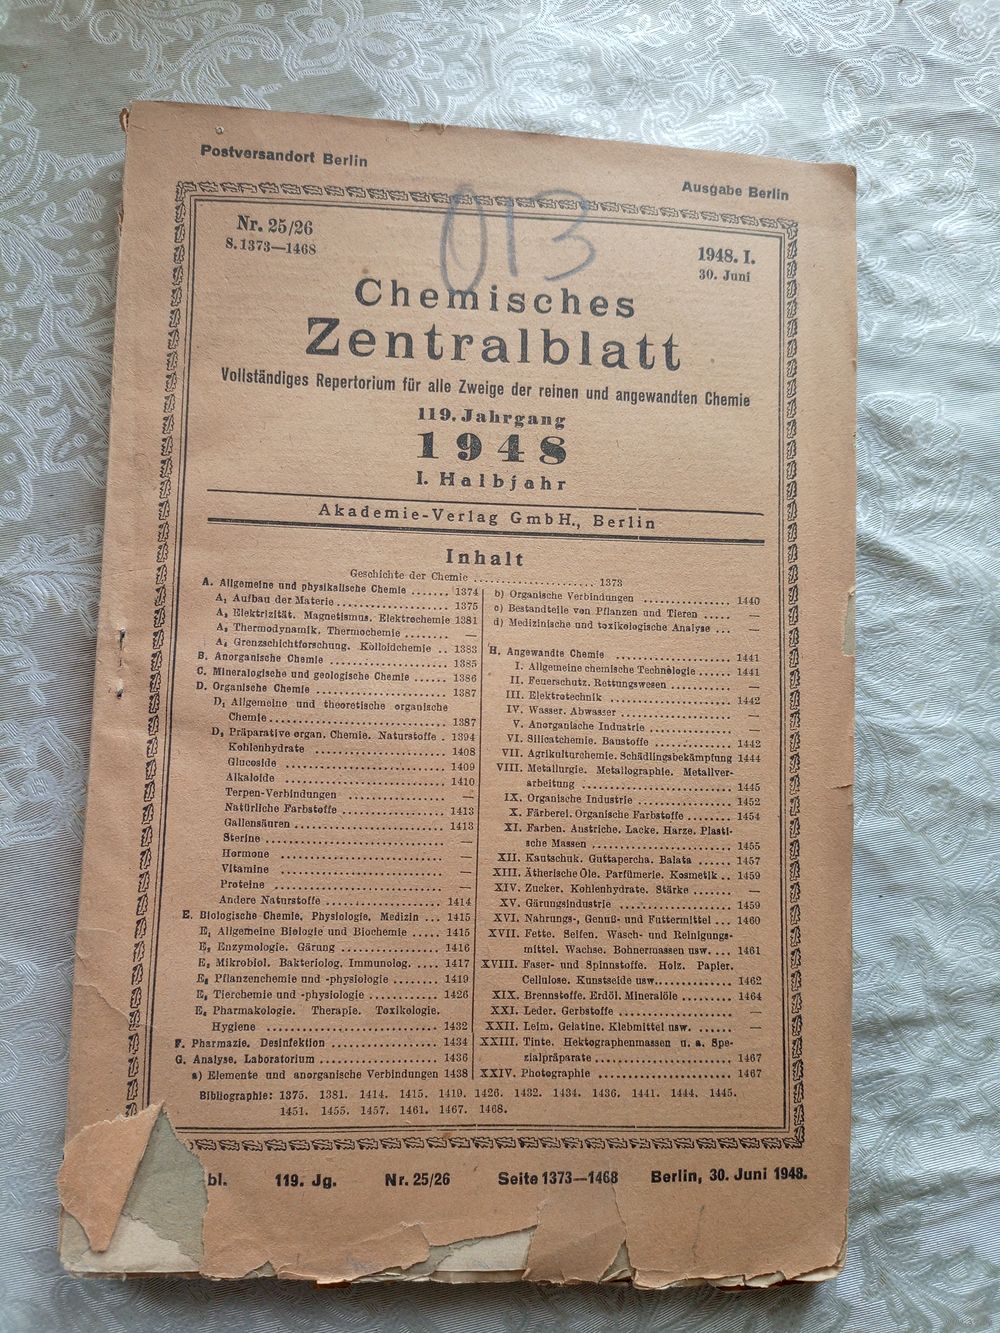 Postversandort Berlin
Ausgabe Berlin
Nr. 25/26
S. 1373—1468
013
1948. I.
30. Juni
Chemisches
Zentralblatt
Vollständiges Repertorium für alle Zweige der reinen und angewandten Chemie
119. Jahrgang
1948
I. Halbjahr
Akademie-Verlag GmbH., Berlin
Inhalt
Geschichte der Chemie ........................ 1373
A. Allgemeine und physikalische Chemie ....... 1374
A₁ Aufbau der Materie .................... 1375
A₂ Elektrizität. Magnetismus. Elektrochemie 1381
A₃ Thermodynamik. Thermochemie ........ —
A₄ Grenzschichtforschung. Kolloidchemie .. 1383
B. Anorganische Chemie ..................... 1385
C. Mineralogische und geologische Chemie ...... 1386
D. Organische Chemie ....................... 1387
D₁ Allgemeine und theoretische organische
Chemie ................................ 1387
D₂ Präparative organ. Chemie. Naturstoffe . 1394
Kohlenhydrate ....................... 1408
Glucoside ............................. 1409
Alkaloide ............................. 1410
Terpen-Verbindungen ................. —
Natürliche Farbstoffe ................. 1413
Gallensäuren .......................... 1413
Sterine ................................ —
Hormone .............................. —
Vitamine .............................. —
Proteine ............................... —
Andere Naturstoffe ................... 1414
E. Biologische Chemie. Physiologie. Medizin ... 1415
E₁ Allgemeine Biologie und Biochemie ..... 1415
E₂ Enzymologie. Gärung .................. 1416
E₃ Mikrobiol. Bakteriolog. Immunolog. .... 1417
E₄ Pflanzenchemie und -physiologie ........ 1419
E₅ Tierchemie und -physiologie ............ 1426
E₆ Pharmakologie. Therapie. Toxikologie.
Hygiene ............................... 1432
F. Pharmazie. Desinfektion .................. 1434
G. Analyse. Laboratorium .................... 1436
a) Elemente und anorganische Verbindungen 1438
b) Organische Verbindungen ................ 1440
c) Bestandteile von Pflanzen und Tieren ...... —
d) Medizinische und toxikologische Analyse ... —
H. Angewandte Chemie ....................... 1441
I. Allgemeine chemische Technologie ...... 1441
II. Feuerschutz. Rettungswesen ............ —
III. Elektrotechnik ......................... 1442
IV. Wasser. Abwasser ...................... —
V. Anorganische Industrie ................. —
VI. Silicatchemie. Baustoffe ................ 1442
VII. Agrikulturchemie. Schädlingsbekämpfung 1444
VIII. Metallurgie. Metallographie. Metallver-
arbeitung .............................. 1445
IX. Organische Industrie ................... 1452
X. Färberei. Organische Farbstoffe ......... 1454
XI. Farben. Anstriche. Lacke. Harze. Plasti-
sche Massen ............................ 1455
XII. Kautschuk. Guttapercha. Balata ....... 1457
XIII. Ätherische Öle. Parfümerie. Kosmetik .. 1459
XIV. Zucker. Kohlenhydrate. Stärke ........ —
XV. Gärungsindustrie ...................... 1459
XVI. Nahrungs-, Genuß- und Futtermittel ... 1460
XVII. Fette. Seifen. Wasch- und Reinigungs-
mittel. Wachse. Bohnermassen usw. ... 1461
XVIII. Faser- und Spinnstoffe. Holz. Papier.
Cellulose. Kunstseide usw. .............. 1462
XIX. Brennstoffe. Erdöl. Mineralöle ......... 1464
XXI. Leder. Gerbstoffe ...................... —
XXII. Leim. Gelatine. Klebmittel usw. ...... —
XXIII. Tinte. Hektographenmassen u. a. Spe-
zialpräparate ........................... 1467
XXIV. Photographie .......................... 1467
Bibliographie: 1375. 1381. 1414. 1415. 1419. 1426. 1432. 1434. 1436. 1441. 1444. 1445.
1451. 1455. 1457. 1461. 1467. 1468.
bl. 119. Jg. Nr. 25/26 Seite 1373—1468 Berlin, 30. Juni 1948.